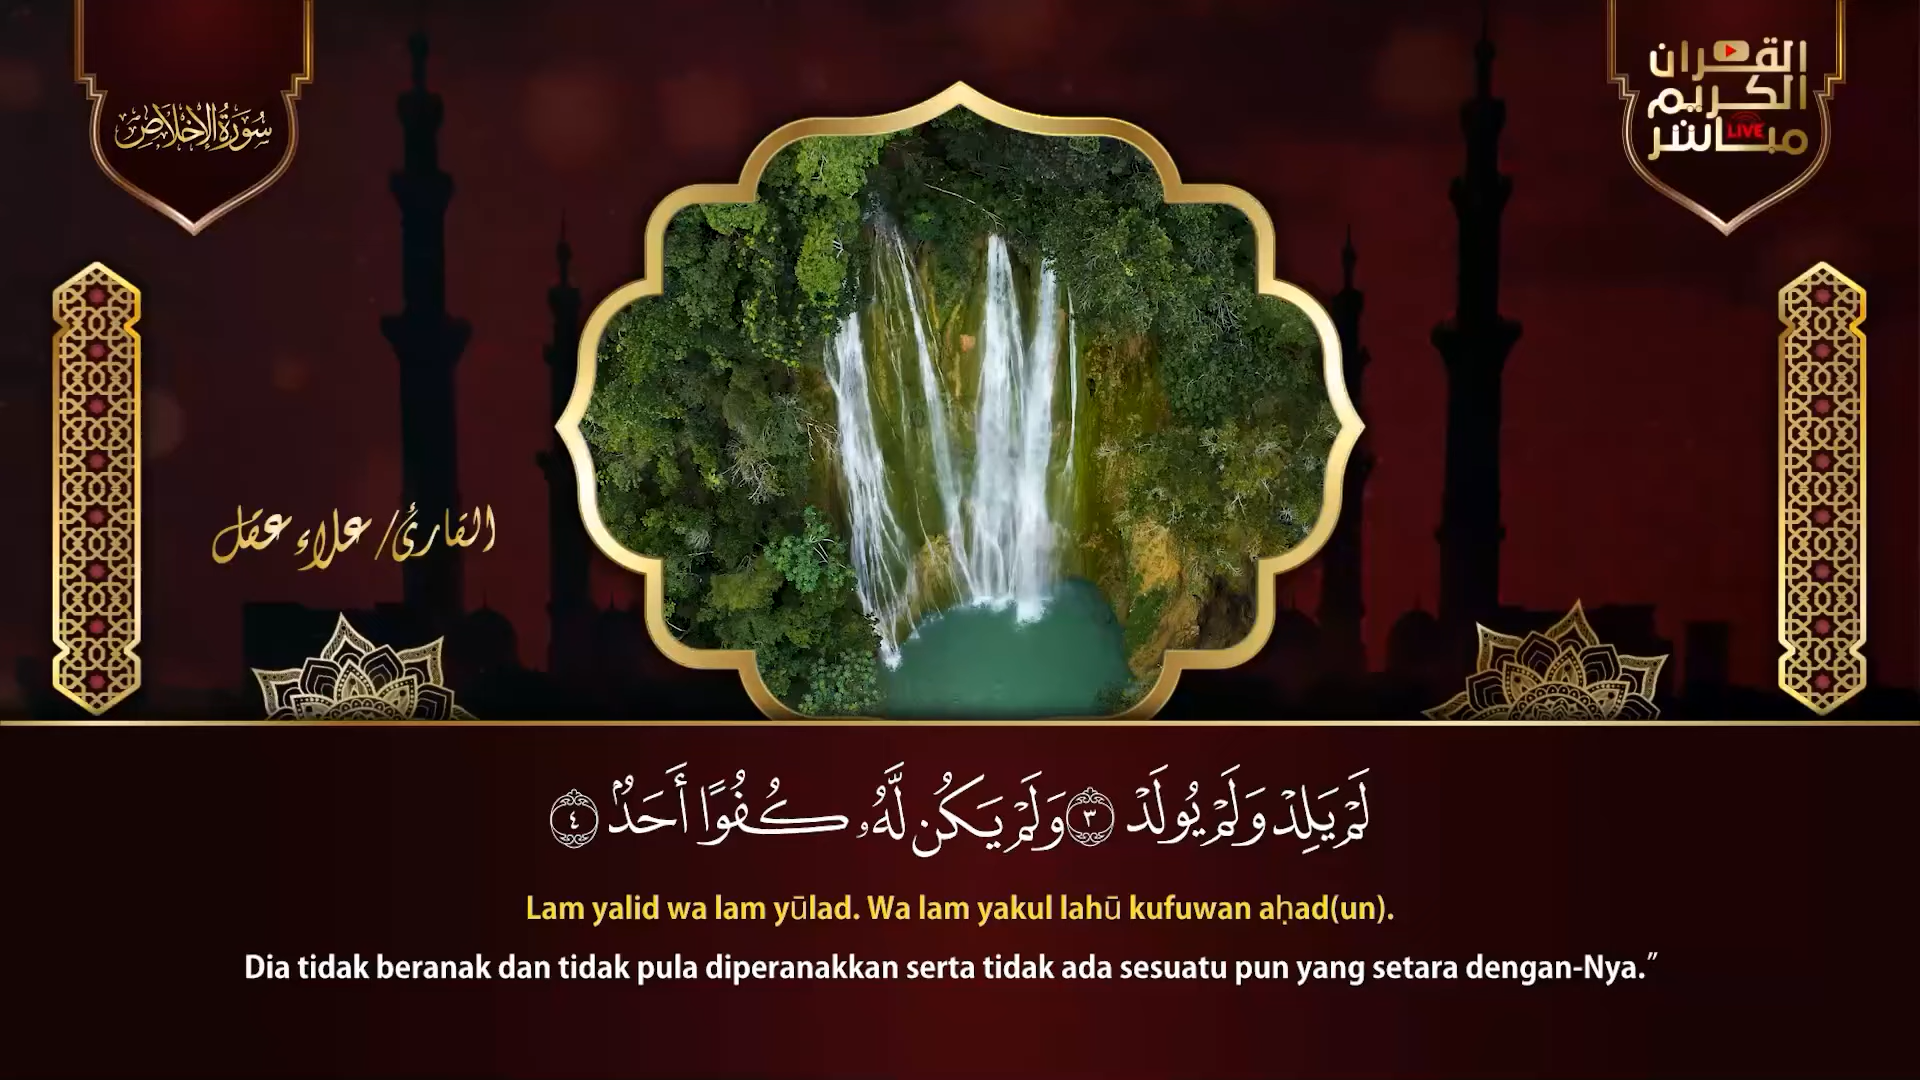 سُورَةُ الإِخْلَاصِ
القران
الكريم
مباشر
LIVE
القارئ/ علاء عقل
لَمْ يَلِدْ وَلَمْ يُولَدْ ٣ وَلَمْ يَكُن لَّهُۥ كُفُوًا أَحَدٌۢ ٤
Lam yalid wa lam yūlad. Wa lam yakul lahū kufuwan aḥad(un).
Dia tidak beranak dan tidak pula diperanakkan serta tidak ada sesuatu pun yang setara dengan-Nya.”